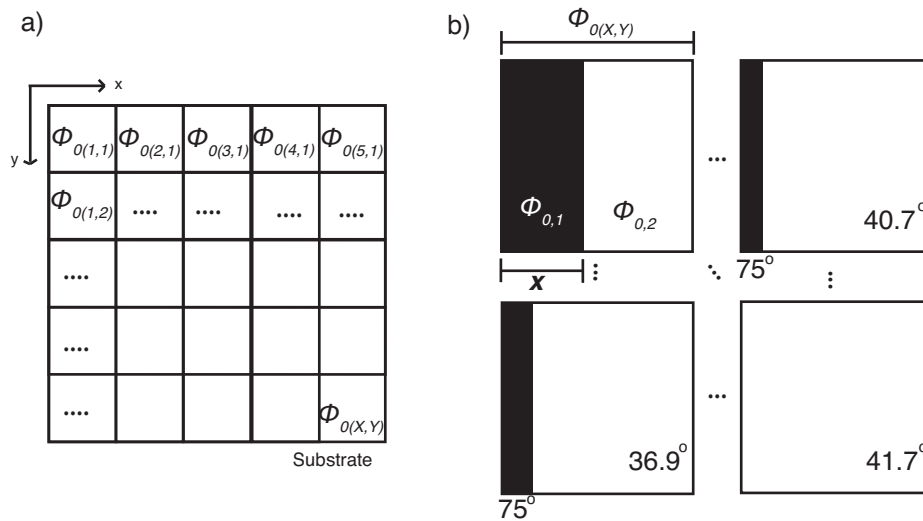 a)
x
y
Φ0(1,1) Φ0(2,1) Φ0(3,1) Φ0(4,1) Φ0(5,1)
Φ0(1,2) .... .... .... ....
....
....
.... Φ0(X,Y)
Substrate
b)
Φ0(X,Y)
Φ0,1 Φ0,2
x
...
40.7°
75°
...
36.9°
75°
41.7°